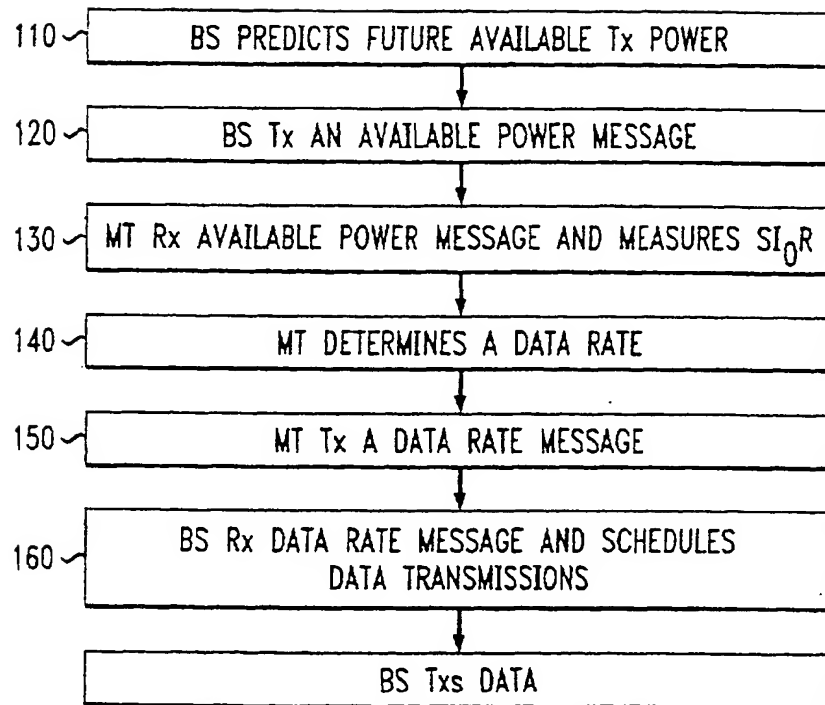 110 BS PREDICTS FUTURE AVAILABLE Tx POWER
120 BS Tx AN AVAILABLE POWER MESSAGE
130 MT Rx AVAILABLE POWER MESSAGE AND MEASURES SI₀R
140 MT DETERMINES A DATA RATE
150 MT Tx A DATA RATE MESSAGE
160 BS Rx DATA RATE MESSAGE AND SCHEDULES
DATA TRANSMISSIONS
BS Txs DATA